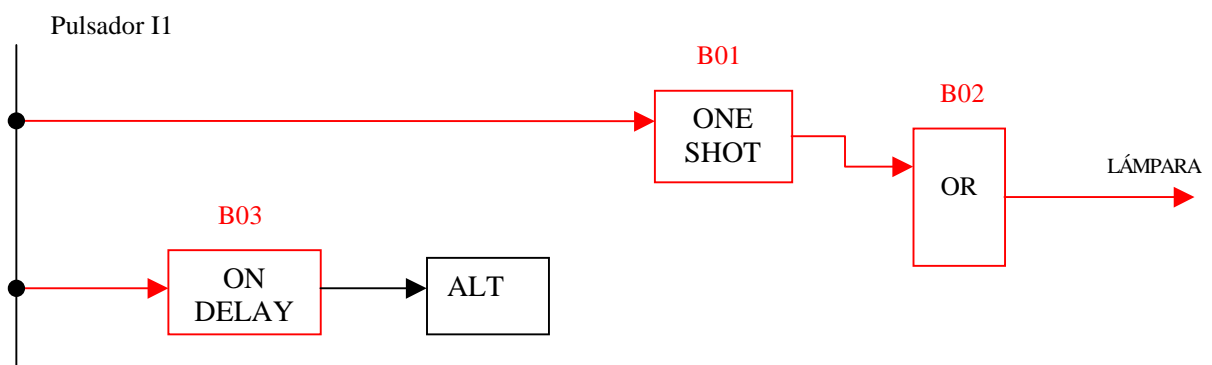 Pulsador I1
B01
ONE
SHOT
B02
OR
LÁMPARA
B03
ON
DELAY
ALT